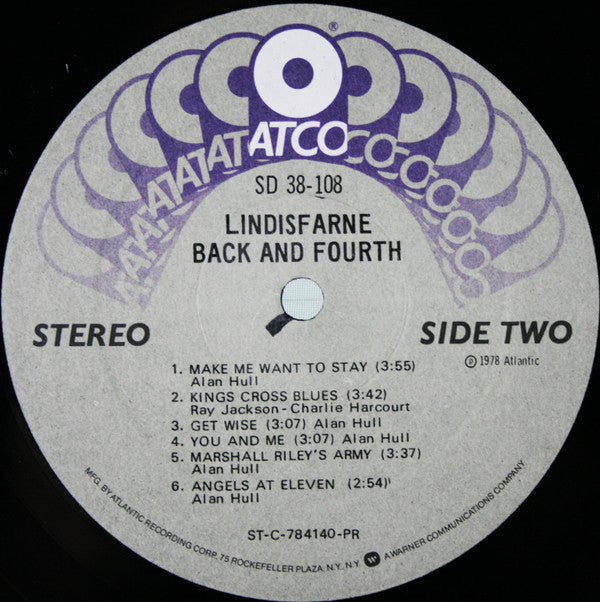 ®
ATATATATATATATCOCOCOCOCOCO
SD 38-108
LINDISFARNE
BACK AND FOURTH
STEREO
SIDE TWO
℗ 1978 Atlantic
1. MAKE ME WANT TO STAY (3:55)
Alan Hull
2. KINGS CROSS BLUES (3:42)
Ray Jackson - Charlie Harcourt
3. GET WISE (3:07) Alan Hull
4. YOU AND ME (3:07) Alan Hull
5. MARSHALL RILEY'S ARMY (3:37)
Alan Hull
6. ANGELS AT ELEVEN (2:54)
Alan Hull
ST-C-784140-PR
MFG. BY ATLANTIC RECORDING CORP. 75 ROCKEFELLER PLAZA, N.Y. N.Y. W A WARNER COMMUNICATIONS COMPANY